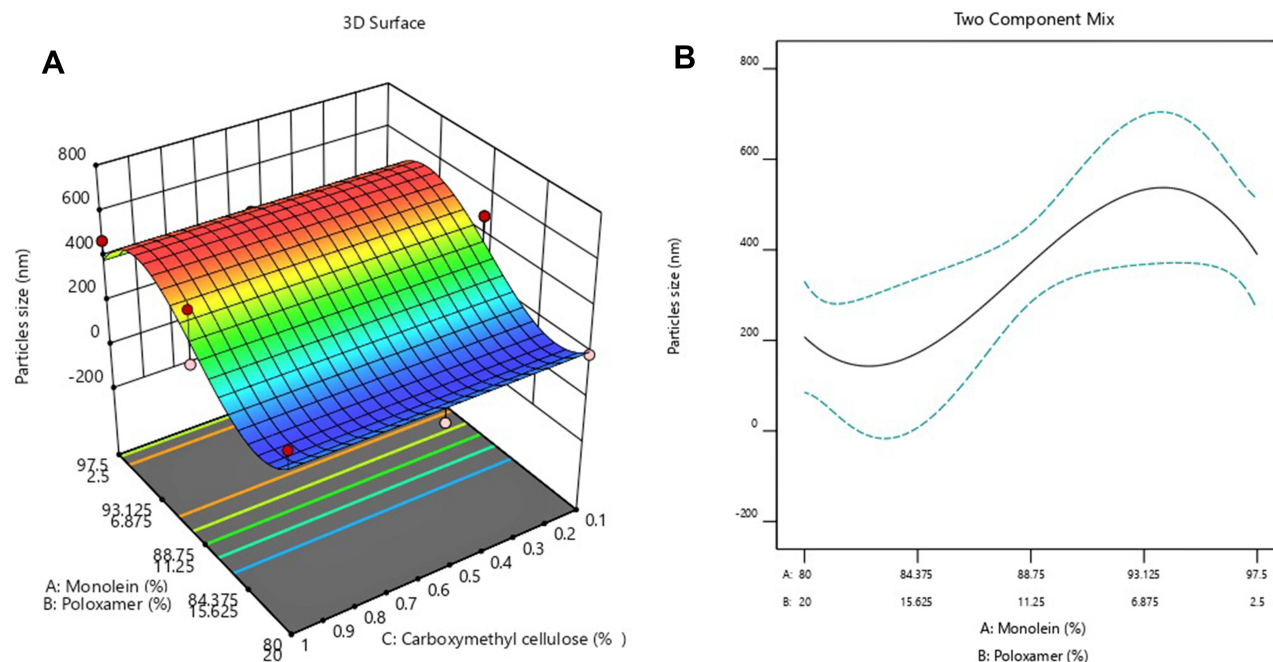 3D Surface
A
800
600
400
200
0
-200
Particles size (nm)
97.5
2.5
93.125
6.875
88.75
11.25
84.375
15.625
80
20
A: Monolein (%)
B: Poloxamer (%)
1
0.9
0.8
0.7
0.6
0.5
0.4
0.3
0.2
0.1
C: Carboxymethyl cellulose (% )
Two Component Mix
B
800
600
400
200
0
-200
Particles size (nm)
A: 80 84.375 88.75 93.125 97.5
B: 20 15.625 11.25 6.875 2.5
A: Monolein (%)
B: Poloxamer (%)